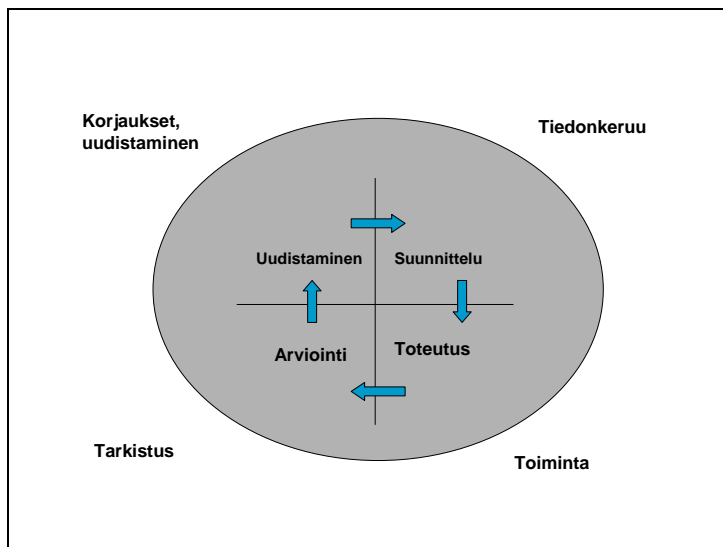 Korjaukset,
uudistaminen
Tiedonkeruu
Uudistaminen
Suunnittelu
Arviointi
Toteutus
Tarkistus
Toiminta